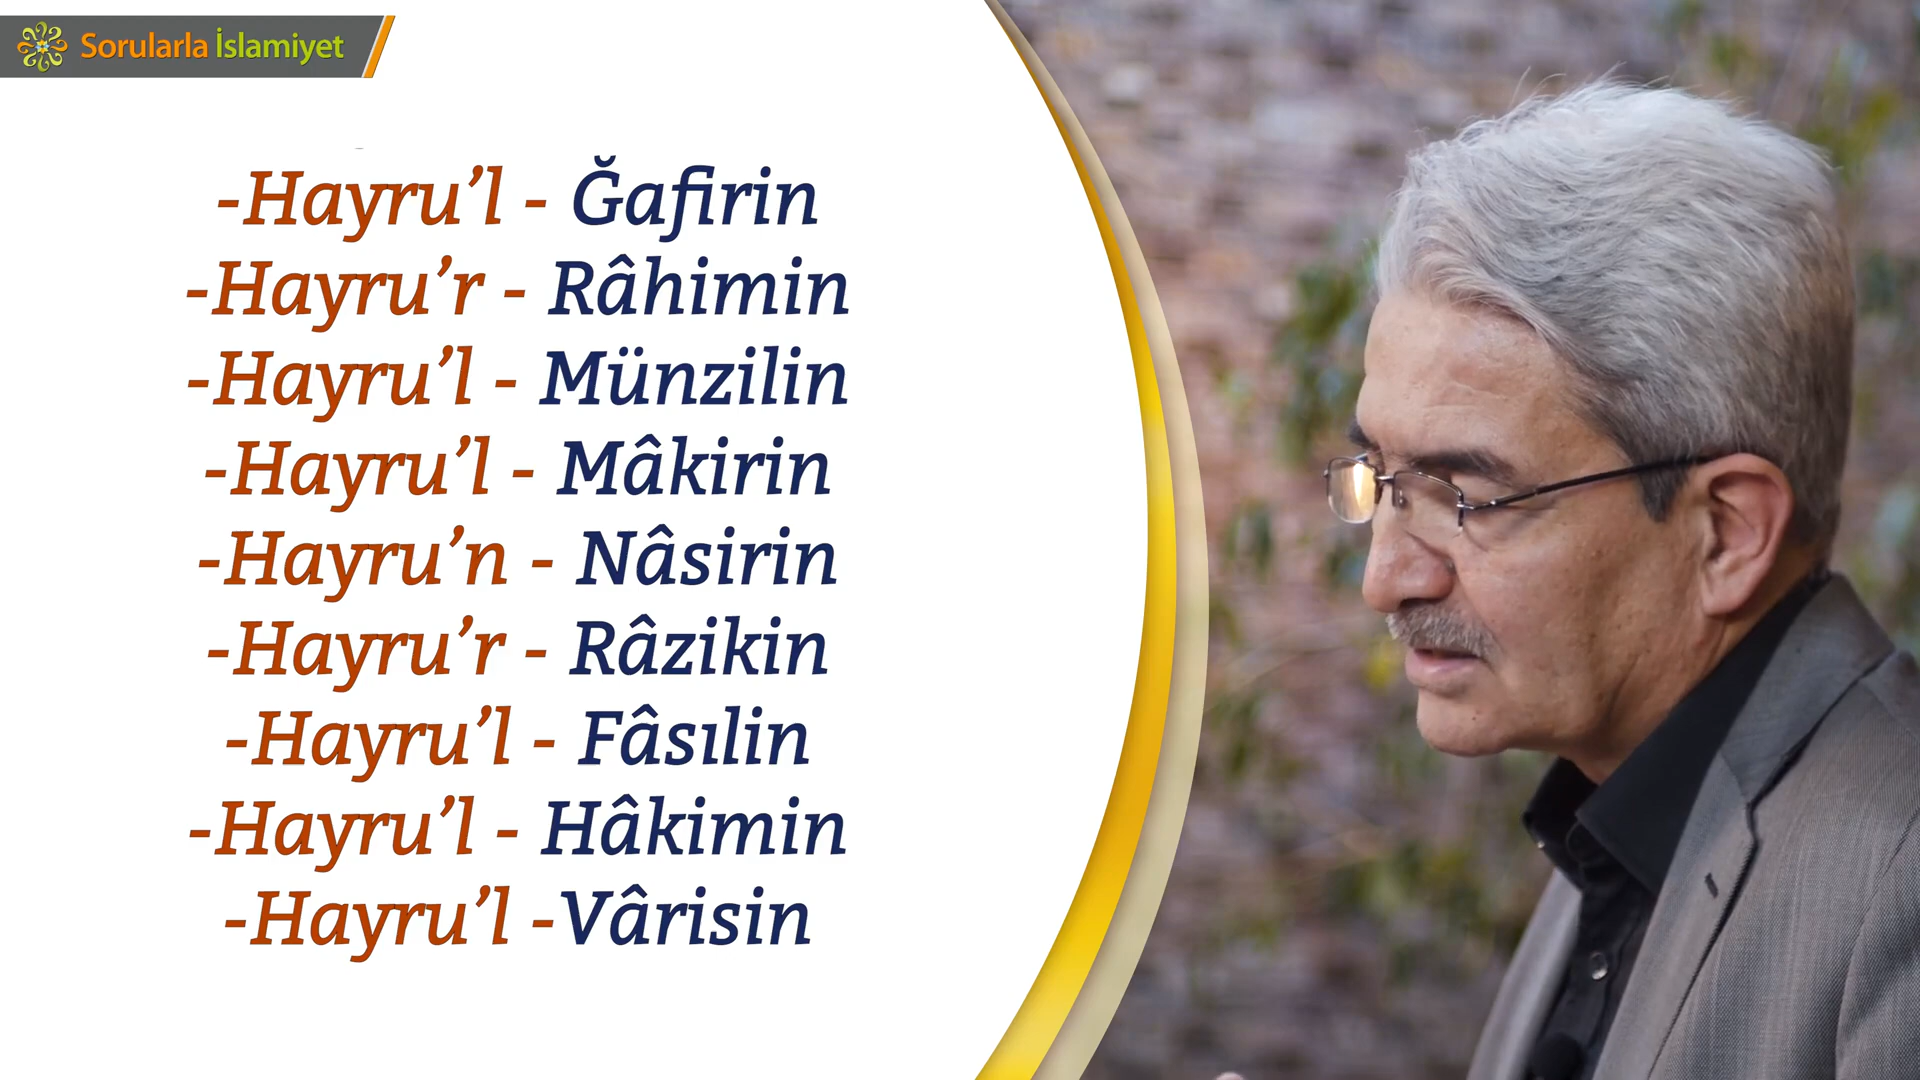 Sorularla İslamiyet
-Hayru’l - Ğafirin
-Hayru’r - Râhimin
-Hayru’l - Münzilin
-Hayru’l - Mâkirin
-Hayru’n - Nâsirin
-Hayru’r - Râzikin
-Hayru’l - Fâsılin
-Hayru’l - Hâkimin
-Hayru’l -Vârisin